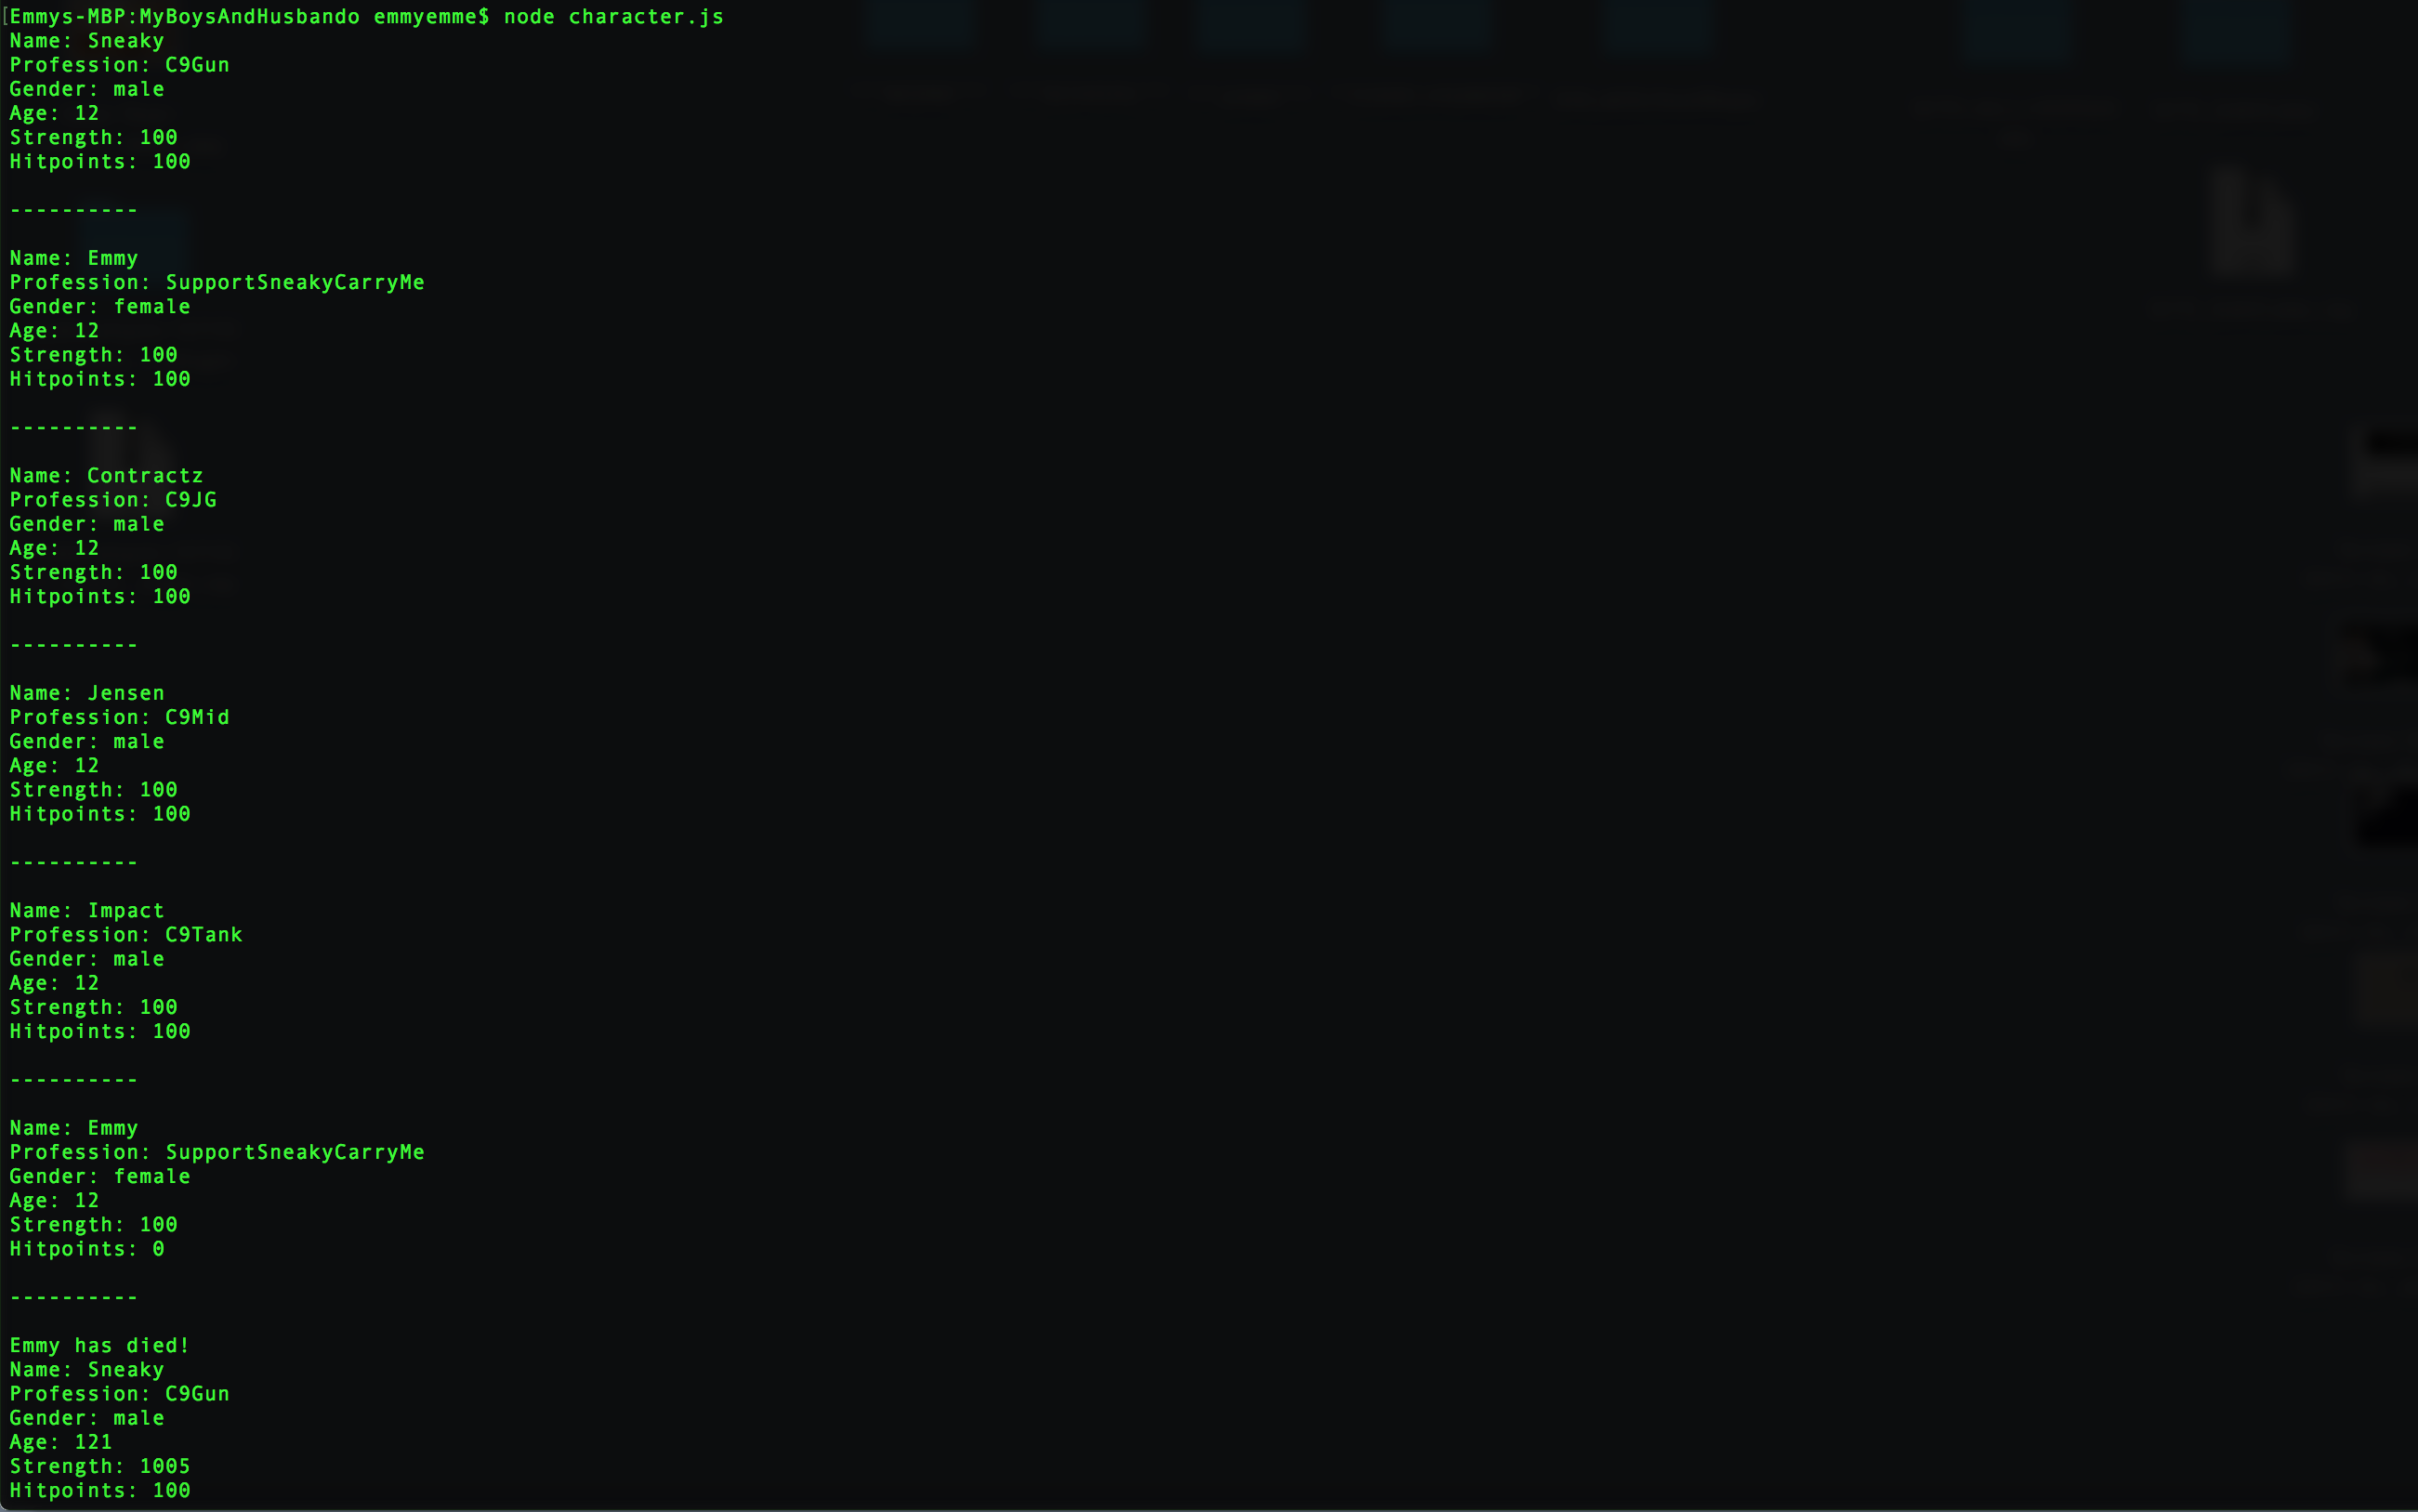 Emmys-MBP:MyBoysAndHusbando emmyemme$ node character.js
Name: Sneaky
Profession: C9Gun
Gender: male
Age: 12
Strength: 100
Hitpoints: 100
----------
Name: Emmy
Profession: SupportSneakyCarryMe
Gender: female
Age: 12
Strength: 100
Hitpoints: 100
----------
Name: Contractz
Profession: C9JG
Gender: male
Age: 12
Strength: 100
Hitpoints: 100
----------
Name: Jensen
Profession: C9Mid
Gender: male
Age: 12
Strength: 100
Hitpoints: 100
----------
Name: Impact
Profession: C9Tank
Gender: male
Age: 12
Strength: 100
Hitpoints: 100
----------
Name: Emmy
Profession: SupportSneakyCarryMe
Gender: female
Age: 12
Strength: 100
Hitpoints: 0
----------
Emmy has died!
Name: Sneaky
Profession: C9Gun
Gender: male
Age: 121
Strength: 1005
Hitpoints: 100